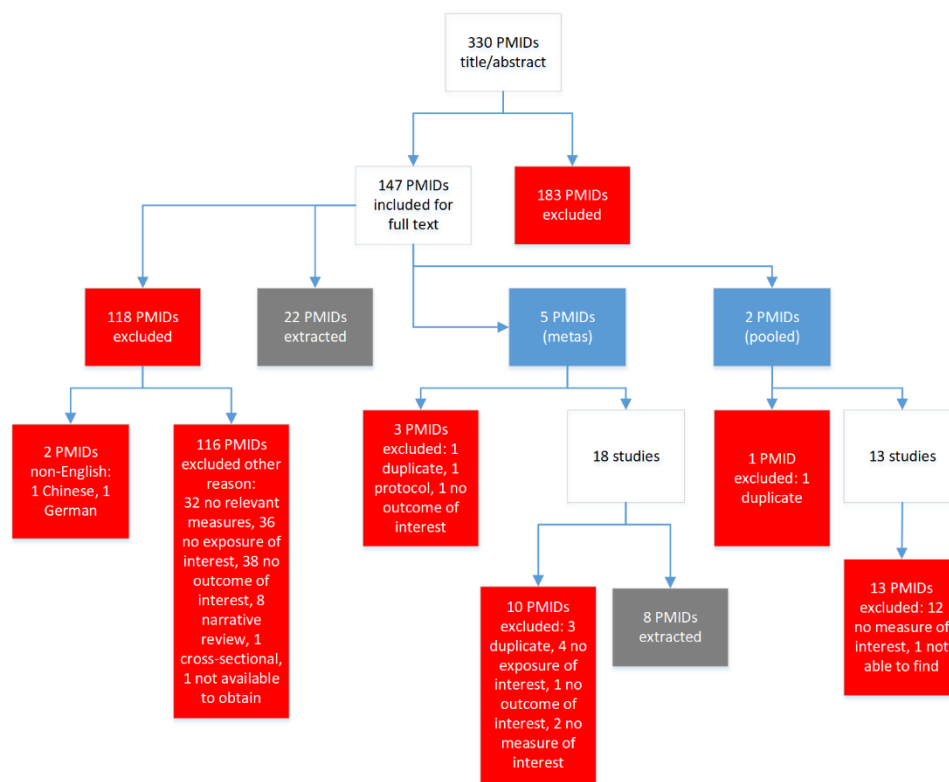 330 PMIDs
title/abstract
147 PMIDs
included for
full text
183 PMIDs
excluded
118 PMIDs
excluded
22 PMIDs
extracted
5 PMIDs
(metas)
2 PMIDs
(pooled)
2 PMIDs
non-English:
1 Chinese, 1
German
116 PMIDs
excluded other
reason:
32 no relevant
measures, 36
no exposure of
interest, 38 no
outcome of
interest, 8
narrative
review, 1
cross-sectional,
1 not available
to obtain
3 PMIDs
excluded: 1
duplicate, 1
protocol, 1 no
outcome of
interest
18 studies
1 PMID
excluded: 1
duplicate
13 studies
10 PMIDs
excluded: 3
duplicate, 4 no
exposure of
interest, 1 no
outcome of
interest, 2 no
measure of
interest
8 PMIDs
extracted
13 PMIDs
excluded: 12
no measure of
interest, 1 not
able to find